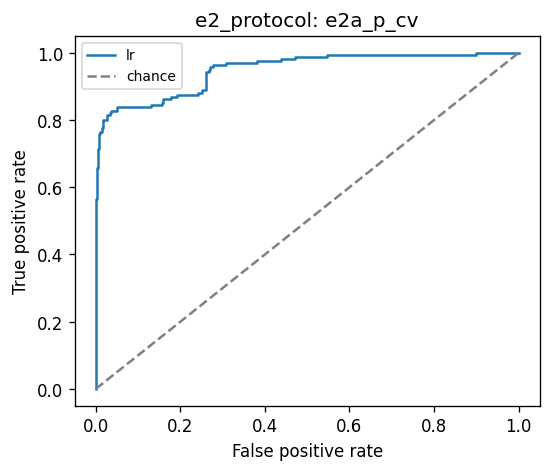 e2_protocol: e2a_p_cv
lr
chance
1.0
0.8
0.6
0.4
0.2
0.0
True positive rate
0.0 0.2 0.4 0.6 0.8 1.0
False positive rate